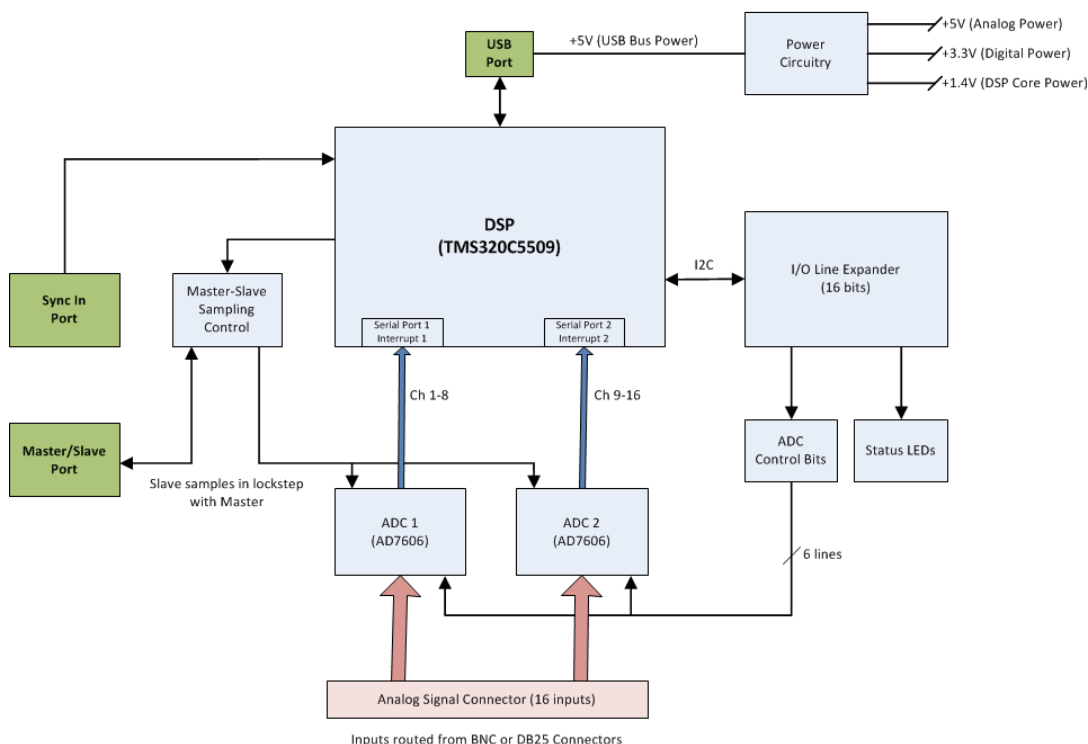 USB
Port
+5V (USB Bus Power)
Power
Circuitry
+5V (Analog Power)
+3.3V (Digital Power)
+1.4V (DSP Core Power)
DSP
(TMS320C5509)
Sync In
Port
Master-Slave
Sampling
Control
I2C
I/O Line Expander
(16 bits)
Serial Port 1
Interrupt 1
Serial Port 2
Interrupt 2
Ch 1-8
Ch 9-16
Master/Slave
Port
Slave samples in lockstep
with Master
ADC
Control Bits
Status LEDs
ADC 1
(AD7606)
ADC 2
(AD7606)
6 lines
Analog Signal Connector (16 inputs)
Inputs routed from BNC or DB25 Connectors